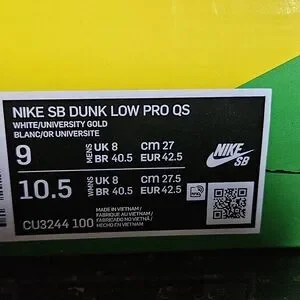 NIKE SB DUNK LOW PRO QS
WHITE/UNIVERSITY GOLD
BLANC/OR UNIVERSITE
9 MENS UK 8 cm 27
BR 40.5 EUR 42.5
NIKE SB
10.5 WMNS UK 8 cm 27.5
BR 40.5 EUR 42.5
CU3244 100
MADE IN VIETNAM /
FABRIQUÉ AU VIETNAM /
FABRICADO NO VIETNÃ /
HECHO EN VIETNAM